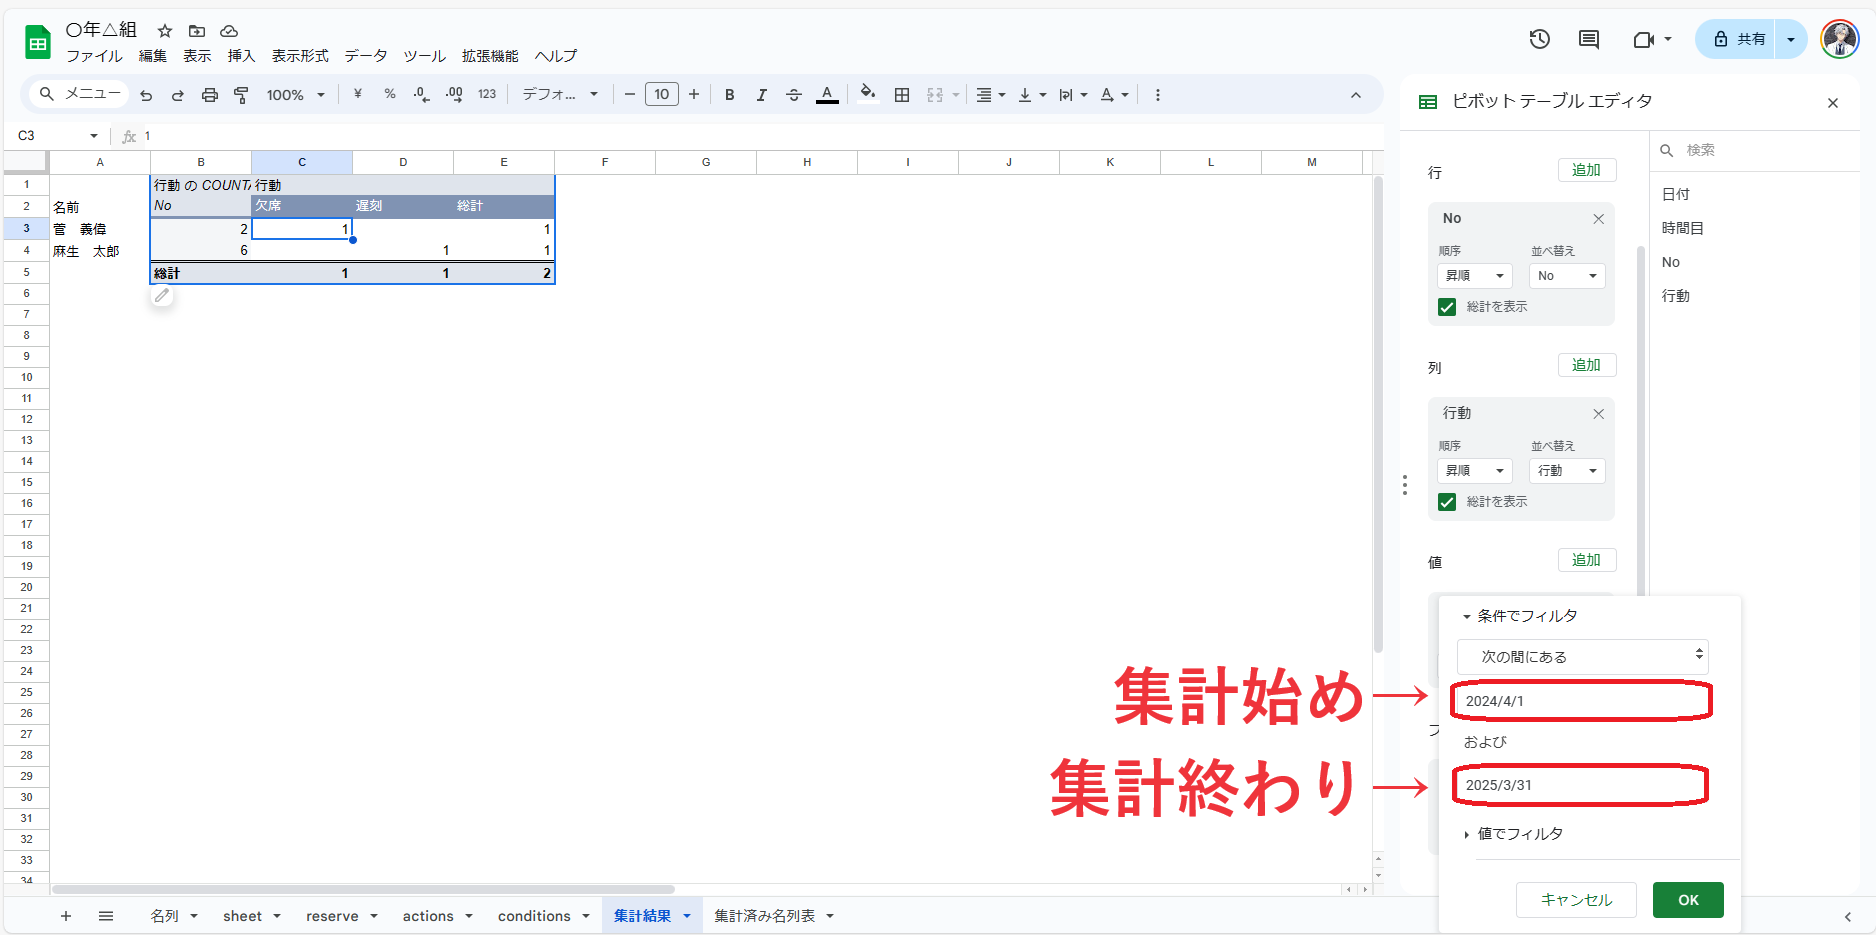 〇年△組
ファイル 編集 表示 挿入 表示形式 データ ツール 拡張機能 ヘルプ
共有
メニュー 100% ¥ % .0 .00 123 デフォ... − 10 + B I A
C3 1
A B C D E F G H I J K L M
1 行動 の COUNTA 行動
2 名前 No 欠席 遅刻 総計
3 菅 義偉 2 1 1
4 麻生 太郎 6 1 1
5 総計 1 1 2
6
7
8
9
10
11
12
13
14
15
16
17
18
19
20
21
22
23
24
25
26
27
28
29
30
31
32
33
34
ピボット テーブル エディタ
行 追加
No
順序 並べ替え
昇順 No
総計を表示
列 追加
行動
順序 並べ替え
昇順 行動
総計を表示
値 追加
検索
日付
時間目
No
行動
条件でフィルタ
次の間にある
集計始め
2024/4/1
および
集計終わり
2025/3/31
値でフィルタ
キャンセル OK
名列 sheet reserve actions conditions 集計結果 集計済み名列表